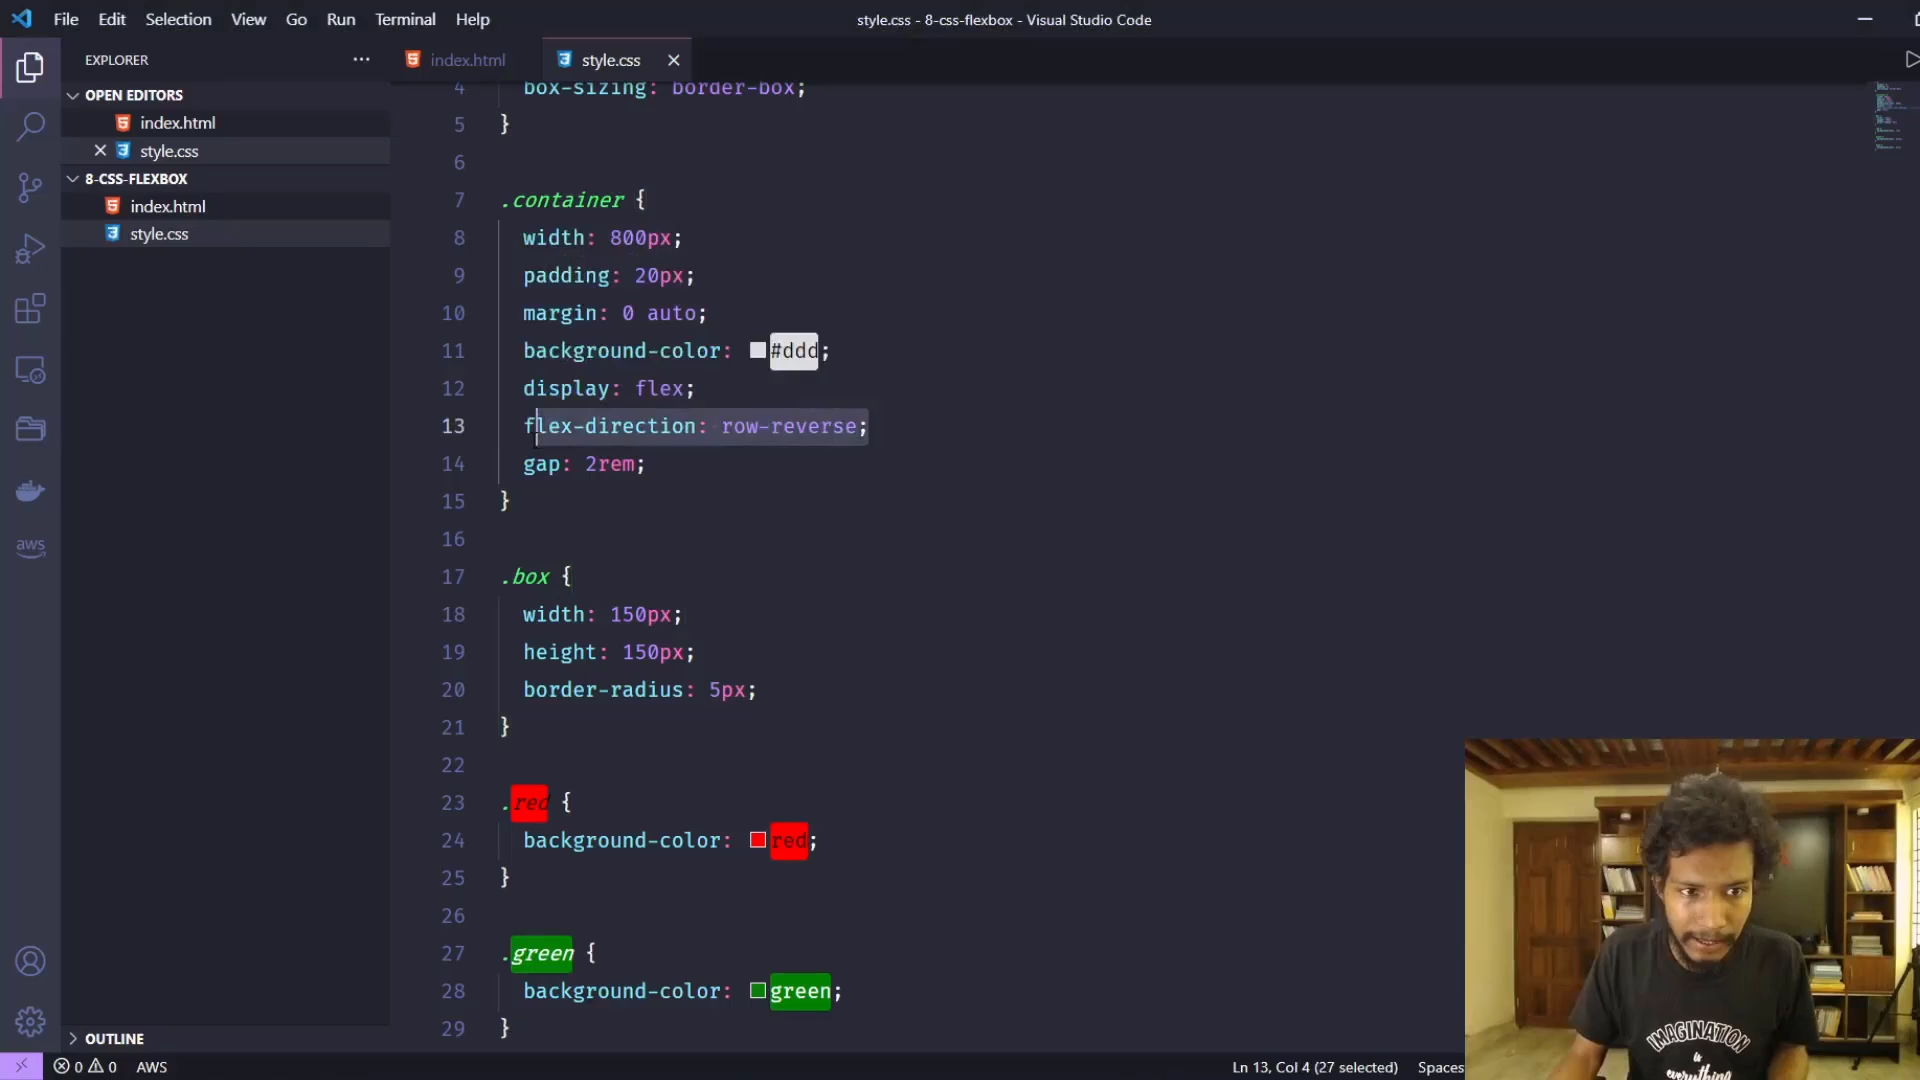 File Edit Selection View Go Run Terminal Help
style.css - 8-css-flexbox - Visual Studio Code
EXPLORER
index.html
style.css
OPEN EDITORS
index.html
style.css
8-CSS-FLEXBOX
index.html
style.css
aws
OUTLINE
4 box-sizing: border-box;
5 }
6
7 .container {
8 width: 800px;
9 padding: 20px;
10 margin: 0 auto;
11 background-color: #ddd;
12 display: flex;
13 flex-direction: row-reverse;
14 gap: 2rem;
15 }
16
17 .box {
18 width: 150px;
19 height: 150px;
20 border-radius: 5px;
21 }
22
23 .red {
24 background-color: red;
25 }
26
27 .green {
28 background-color: green;
29 }
IMAGINATION
is
everything
0 0 AWS
Ln 13, Col 4 (27 selected) Spaces